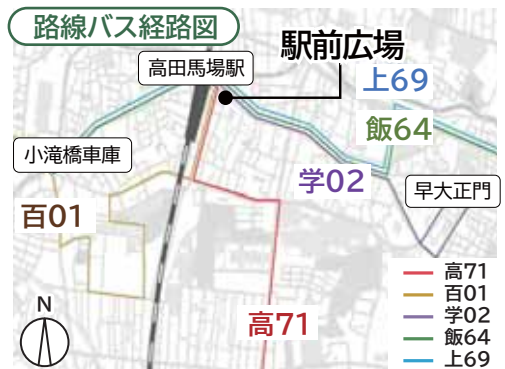 路線バス経路図
駅前広場
高田馬場駅
上69
飯64
小滝橋車庫
学02
早大正門
百01
高71
N
高71
百01
学02
飯64
上69